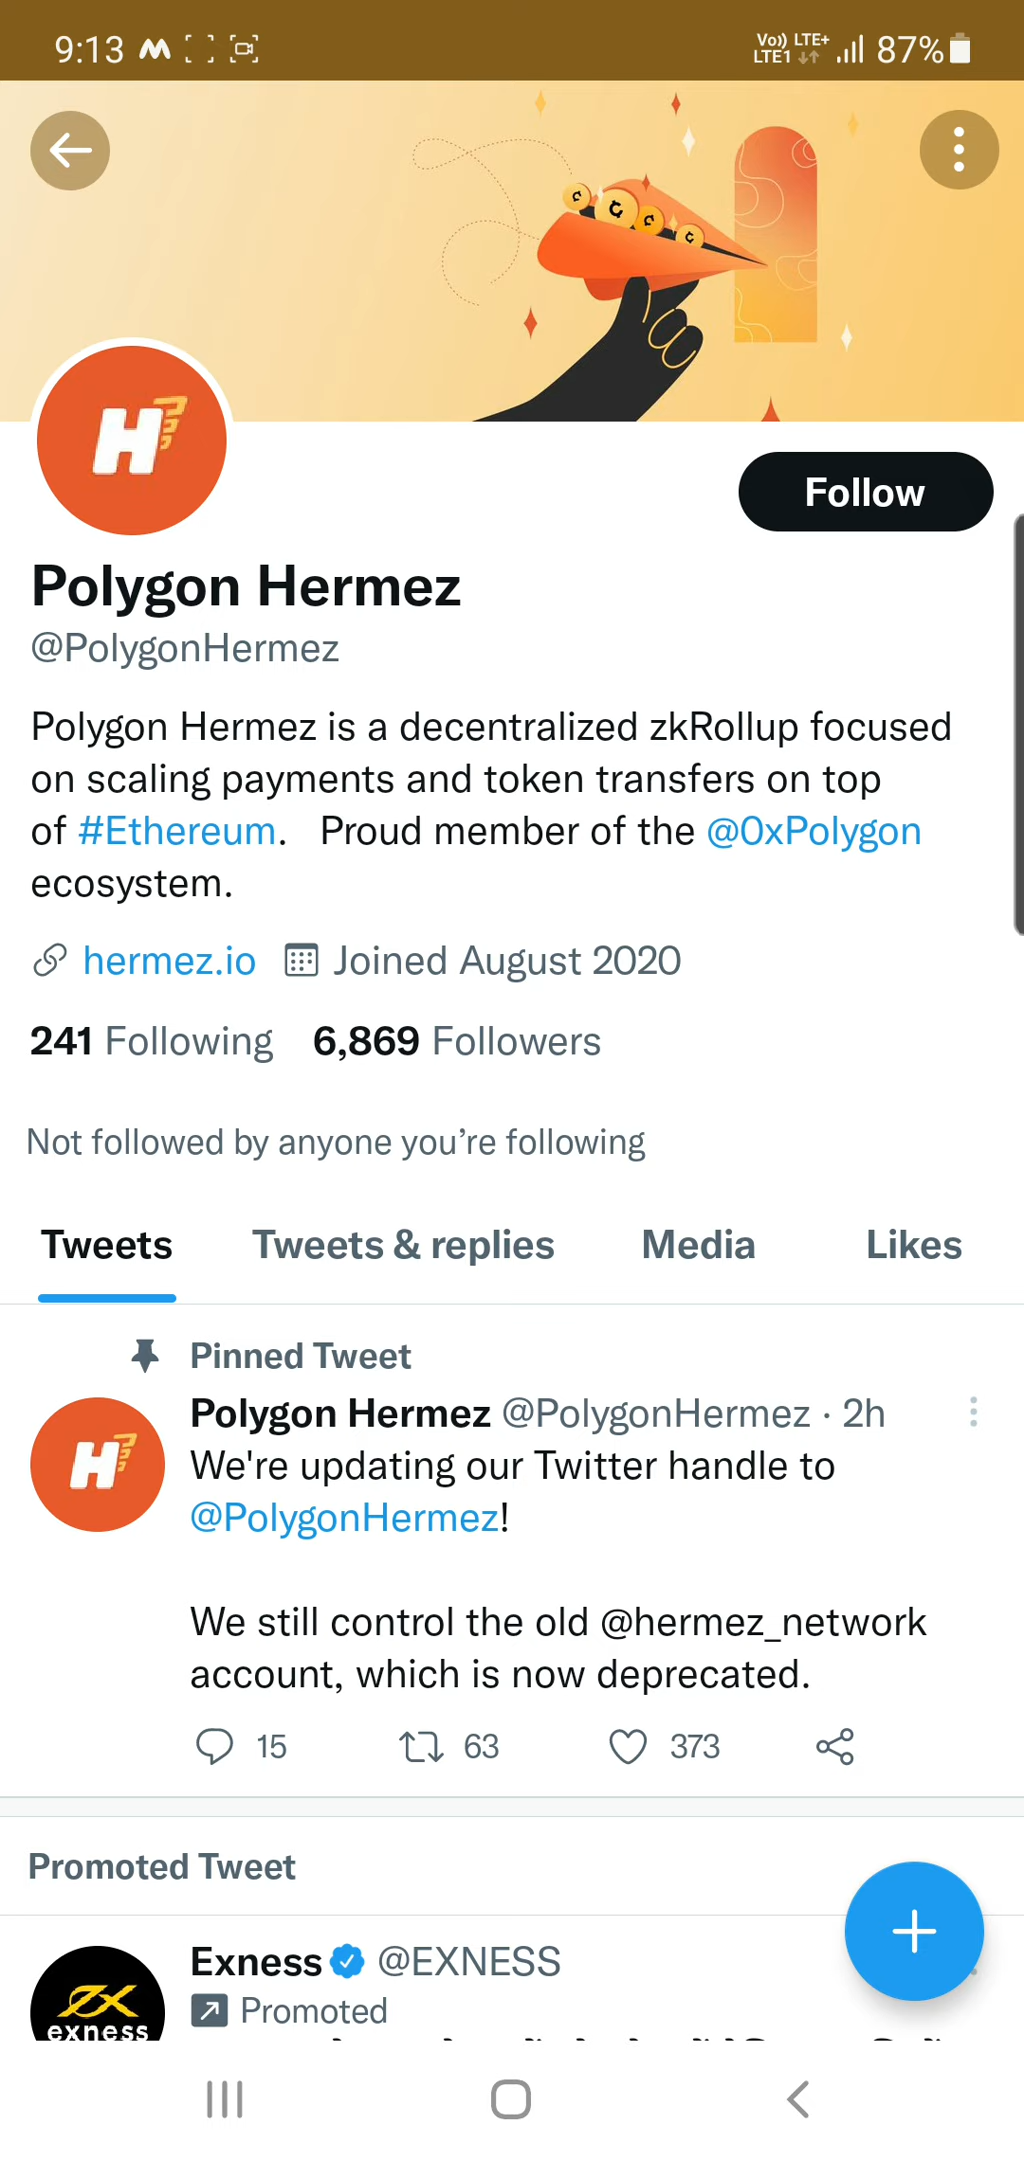 9:13
Vo)) LTE+
LTE1
87%
Polygon Hermez
Follow
@PolygonHermez
Polygon Hermez is a decentralized zkRollup focused
on scaling payments and token transfers on top
of #Ethereum. Proud member of the @0xPolygon
ecosystem.
hermez.io Joined August 2020
241 Following 6,869 Followers
Not followed by anyone you’re following
Tweets Tweets & replies Media Likes
Pinned Tweet
Polygon Hermez @PolygonHermez · 2h
We're updating our Twitter handle to
@PolygonHermez!
We still control the old @hermez_network
account, which is now deprecated.
15 63 373
Promoted Tweet
Exness @EXNESS
Promoted
exness